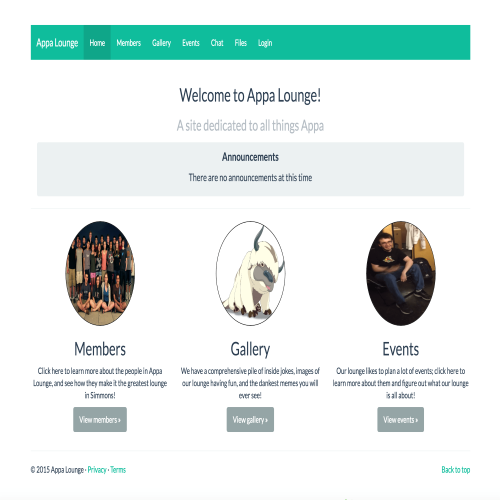 Appa Lounge Home Members Gallery Events Chat Files Login
Welcome to Appa Lounge!
A site dedicated to all things Appa
Announcements
There are no announcements at this time
Members
Click here to learn more about the people in Appa
Lounge, and see how they make it the greatest lounge
in Simmons!
View members »
Gallery
We have a comprehensive pile of inside jokes, images of
our lounge having fun, and the dankest memes you will
ever see!
View gallery »
Events
Our lounge likes to plan a lot of events; click here to
learn more about them and figure out what our lounge
is all about!
View events »
© 2015 Appa Lounge · Privacy · Terms
Back to top